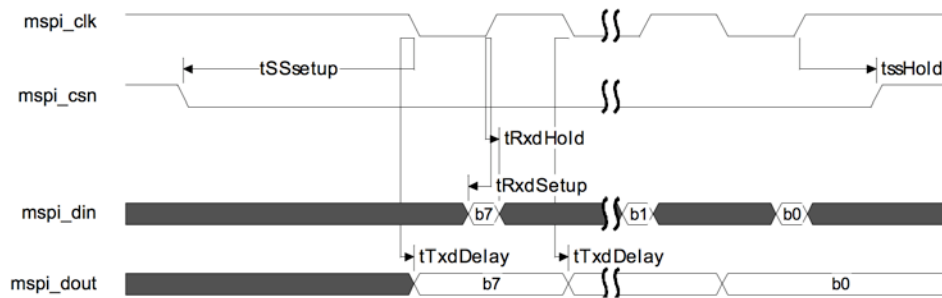 mspi_clk
tSSsetup
tssHold
mspi_csn
tRxdHold
tRxdSetup
mspi_din
b7
b1
b0
tTxdDelay
tTxdDelay
mspi_dout
b7
b0